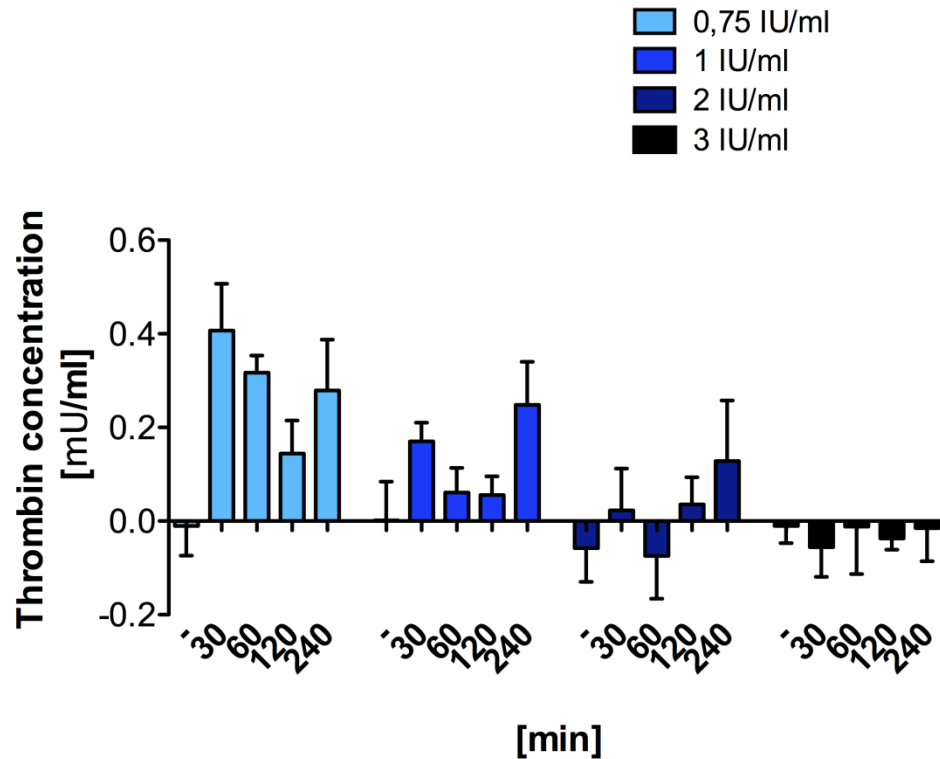 0,75 IU/ml
1 IU/ml
2 IU/ml
3 IU/ml
Thrombin concentration
[mU/ml]
0.6
0.4
0.2
0.0
-0.2
- 30 60 120 240 - 30 60 120 240 - 30 60 120 240 - 30 60 120 240
[min]